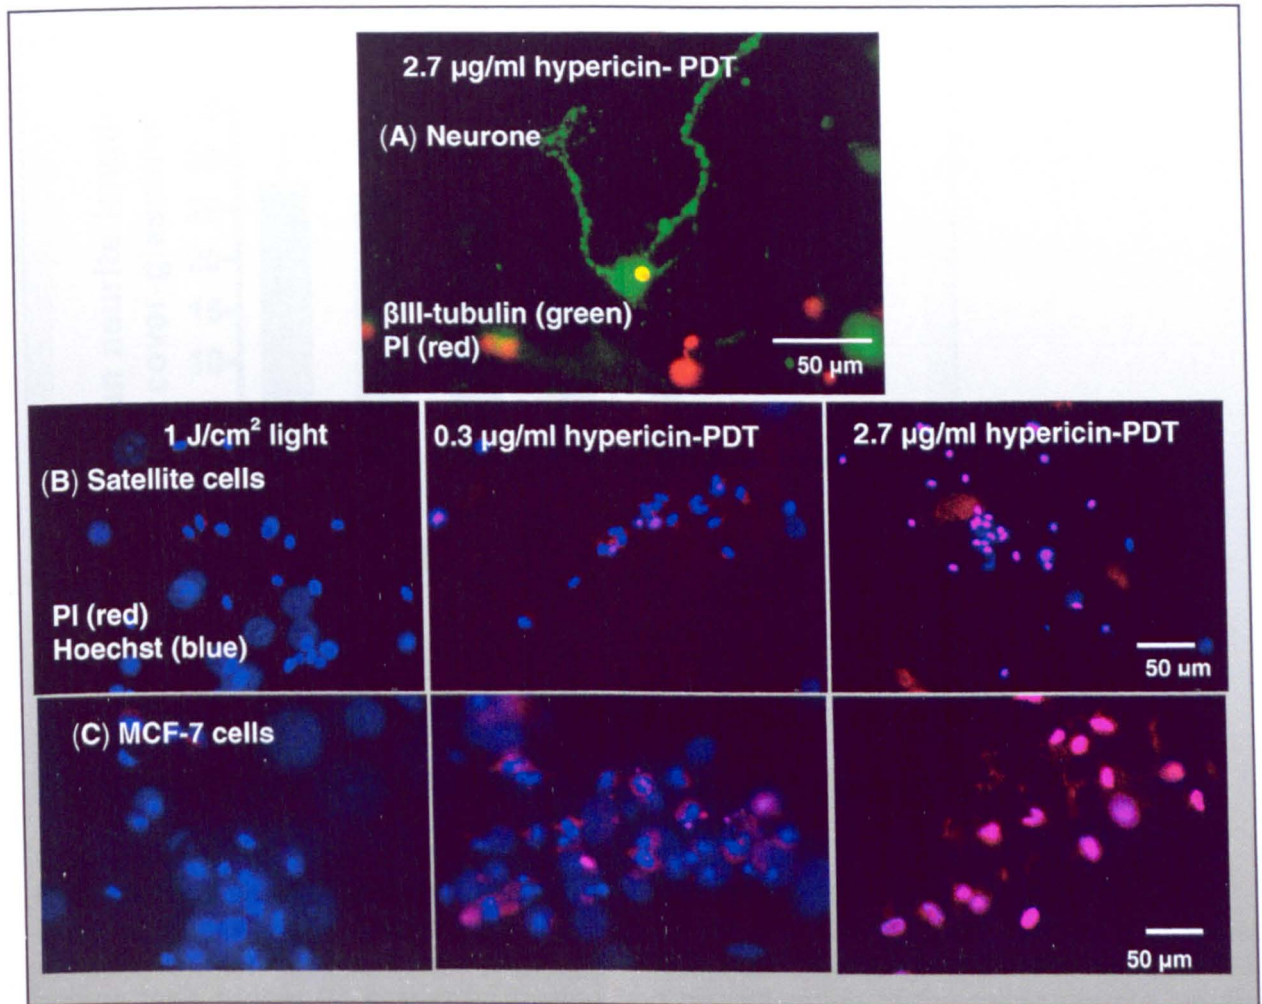 2.7 µg/ml hypericin- PDT
(A) Neurone
βIII-tubulin (green)
PI (red)
50 µm
1 J/cm² light
0.3 µg/ml hypericin-PDT
2.7 µg/ml hypericin-PDT
(B) Satellite cells
PI (red)
Hoechst (blue)
50 µm
(C) MCF-7 cells
50 µm